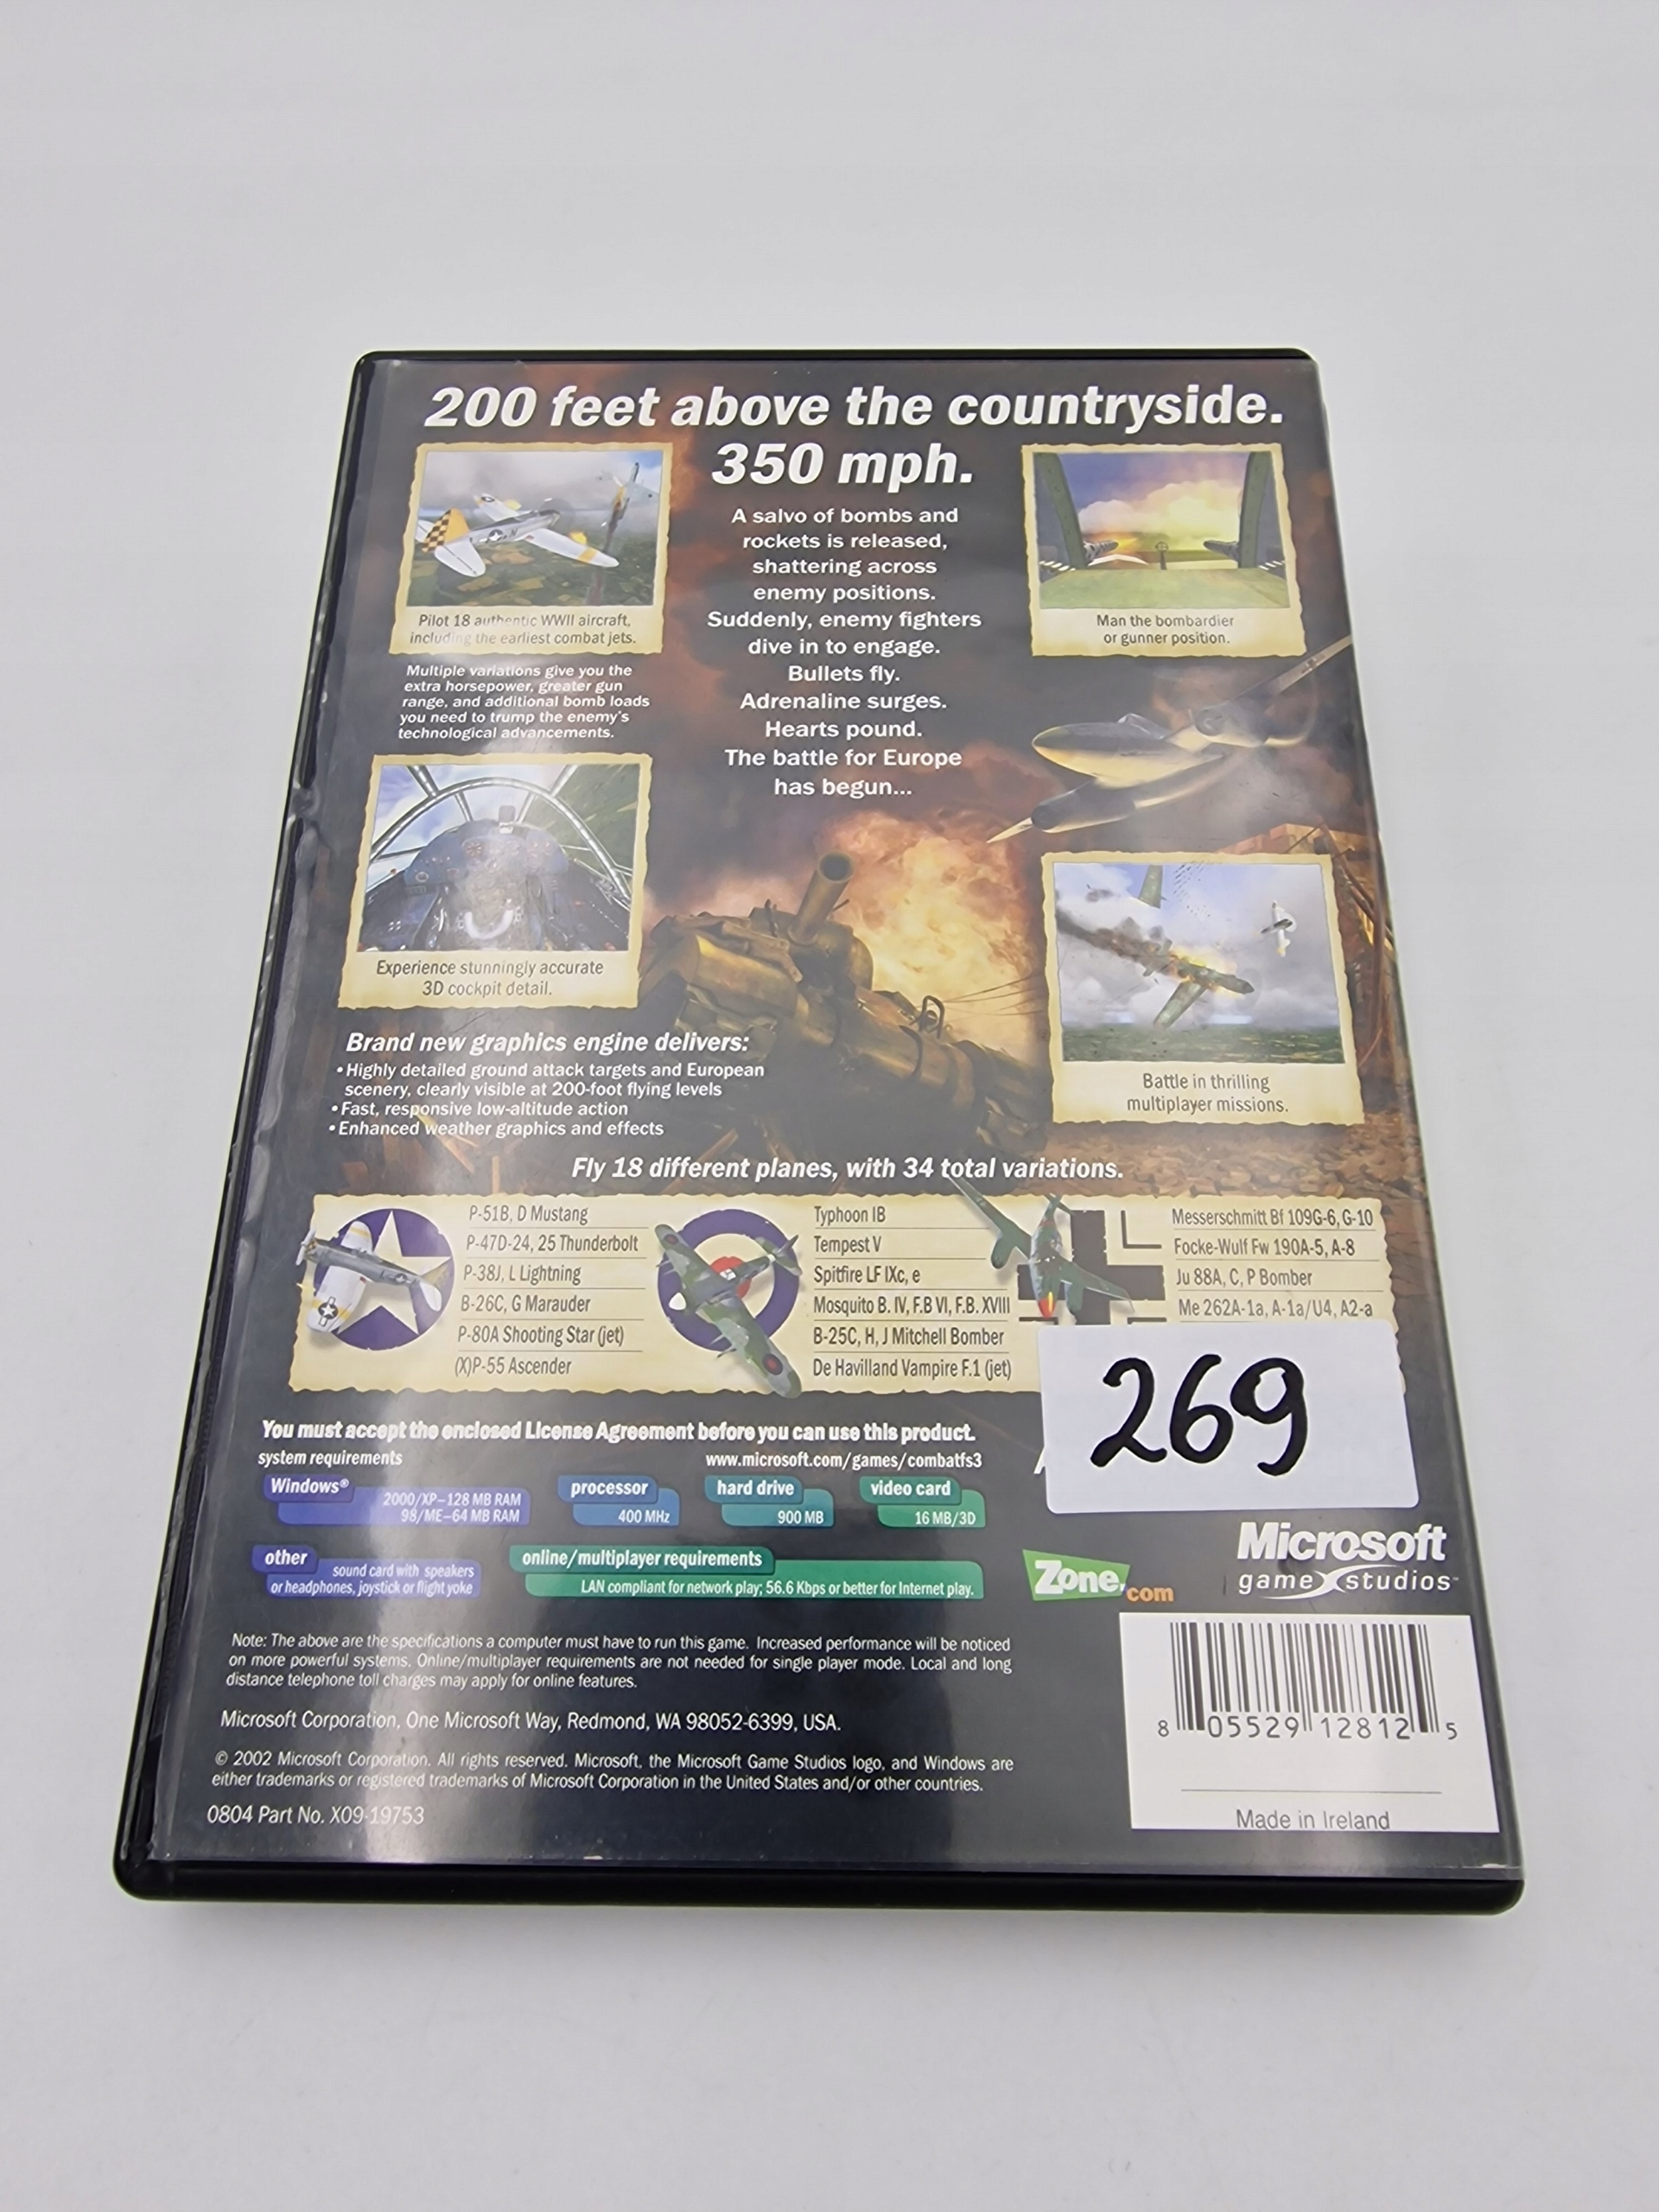 200 feet above the countryside.
350 mph.
A salvo of bombs and
rockets is released,
shattering across
enemy positions.
Suddenly, enemy fighters
dive in to engage.
Bullets fly.
Adrenaline surges.
Hearts pound.
The battle for Europe
has begun...
Pilot 18 authentic WWII aircraft,
including the earliest combat jets.
Multiple variations give you the
extra horsepower, greater gun
range, and additional bomb loads
you need to trump the enemy's
technological advancements.
Man the bombardier
or gunner position.
Experience stunningly accurate
3D cockpit detail.
Battle in thrilling
multiplayer missions.
Brand new graphics engine delivers:
• Highly detailed ground attack targets and European
scenery, clearly visible at 200-foot flying levels
• Fast, responsive low-altitude action
• Enhanced weather graphics and effects
Fly 18 different planes, with 34 total variations.
P-51B, D Mustang
P-47D-24, 25 Thunderbolt
P-38J, L Lightning
B-26C, G Marauder
P-80A Shooting Star (jet)
(X)P-55 Ascender
Typhoon IB
Tempest V
Spitfire LF IXc, e
Mosquito B. IV, F.B VI, F.B. XVIII
B-25C, H, J Mitchell Bomber
De Havilland Vampire F.1 (jet)
Messerschmitt Bf 109G-6, G-10
Focke-Wulf Fw 190A-5, A-8
Ju 88A, C, P Bomber
Me 262A-1a, A-1a/U4, A2-a
269
You must accept the enclosed License Agreement before you can use this product.
system requirements
www.microsoft.com/games/combatfs3
Windows®
2000/XP–128 MB RAM
98/ME–64 MB RAM
processor
400 MHz
hard drive
900 MB
video card
16 MB/3D
other
sound card with speakers
or headphones, joystick or flight yoke
online/multiplayer requirements
LAN compliant for network play; 56.6 Kbps or better for Internet play.
Zone.com
Microsoft
game studios™
Note: The above are the specifications a computer must have to run this game. Increased performance will be noticed
on more powerful systems. Online/multiplayer requirements are not needed for single player mode. Local and long
distance telephone toll charges may apply for online features.
Microsoft Corporation, One Microsoft Way, Redmond, WA 98052-6399, USA.
© 2002 Microsoft Corporation. All rights reserved. Microsoft, the Microsoft Game Studios logo, and Windows are
either trademarks or registered trademarks of Microsoft Corporation in the United States and/or other countries.
0804 Part No. X09-19753
8 05529 12812 5
Made in Ireland